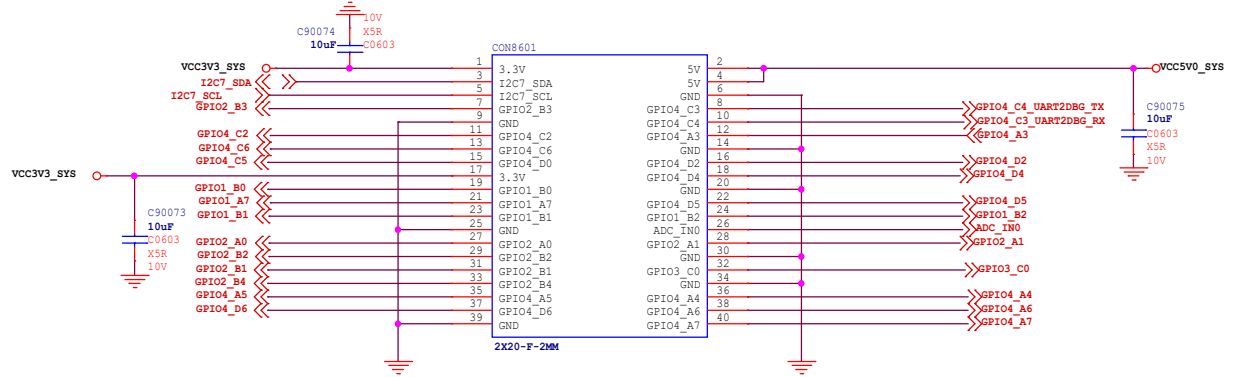 10V
C90074 X5R
10uF C0603
CON8601
VCC3V3_SYS 1 3.3V 5V 2 VCC5V0_SYS
I2C7_SDA 3 I2C7_SDA 5V 4
I2C7_SCL 5 I2C7_SCL GND 6
GPIO2_B3 7 GPIO2_B3 GPIO4_C3 8 GPIO4_C4_UART2DBG_TX C90075
9 GND GPIO4_C4 10 GPIO4_C3_UART2DBG_RX 10uF
GPIO4_C2 11 GPIO4_C2 GPIO4_A3 12 GPIO4_A3 C0603
GPIO4_C6 13 GPIO4_C6 GND 14 X5R
GPIO4_C5 15 GPIO4_D0 GPIO4_D2 16 GPIO4_D2 10V
VCC3V3_SYS 17 3.3V GPIO4_D4 18 GPIO4_D4
GPIO1_B0 19 GPIO1_B0 GND 20
GPIO1_A7 21 GPIO1_A7 GPIO4_D5 22 GPIO4_D5
C90073 GPIO1_B1 23 GPIO1_B1 GPIO1_B2 24 GPIO1_B2
10uF 25 GND ADC_IN0 26 ADC_IN0
C0603 GPIO2_A0 27 GPIO2_A0 GPIO2_A1 28 GPIO2_A1
X5R GPIO2_B2 29 GPIO2_B2 GND 30
10V GPIO2_B1 31 GPIO2_B1 GPIO3_C0 32 GPIO3_C0
GPIO2_B4 33 GPIO2_B4 GND 34
GPIO4_A5 35 GPIO4_A5 GPIO4_A4 36 GPIO4_A4
GPIO4_D6 37 GPIO4_D6 GPIO4_A6 38 GPIO4_A6
39 GND GPIO4_A7 40 GPIO4_A7
2X20-F-2MM